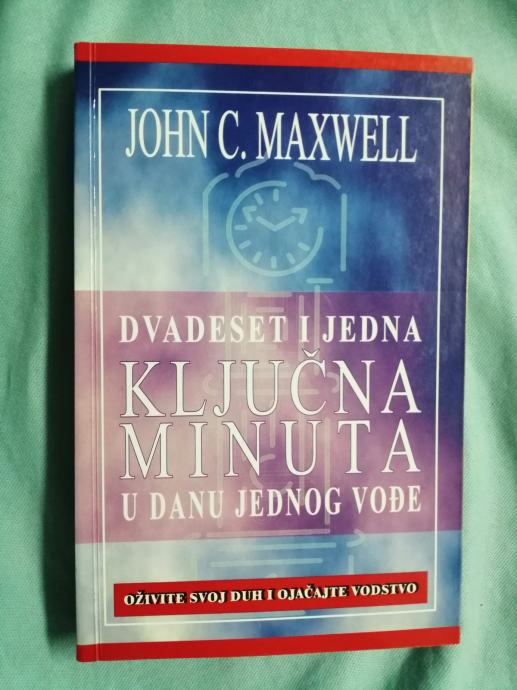 JOHN C. MAXWELL
DVADESET I JEDNA
KLJUČNA
MINUTA
U DANU JEDNOG VOĐE
OŽIVITE SVOJ DUH I OJAČAJTE VODSTVO